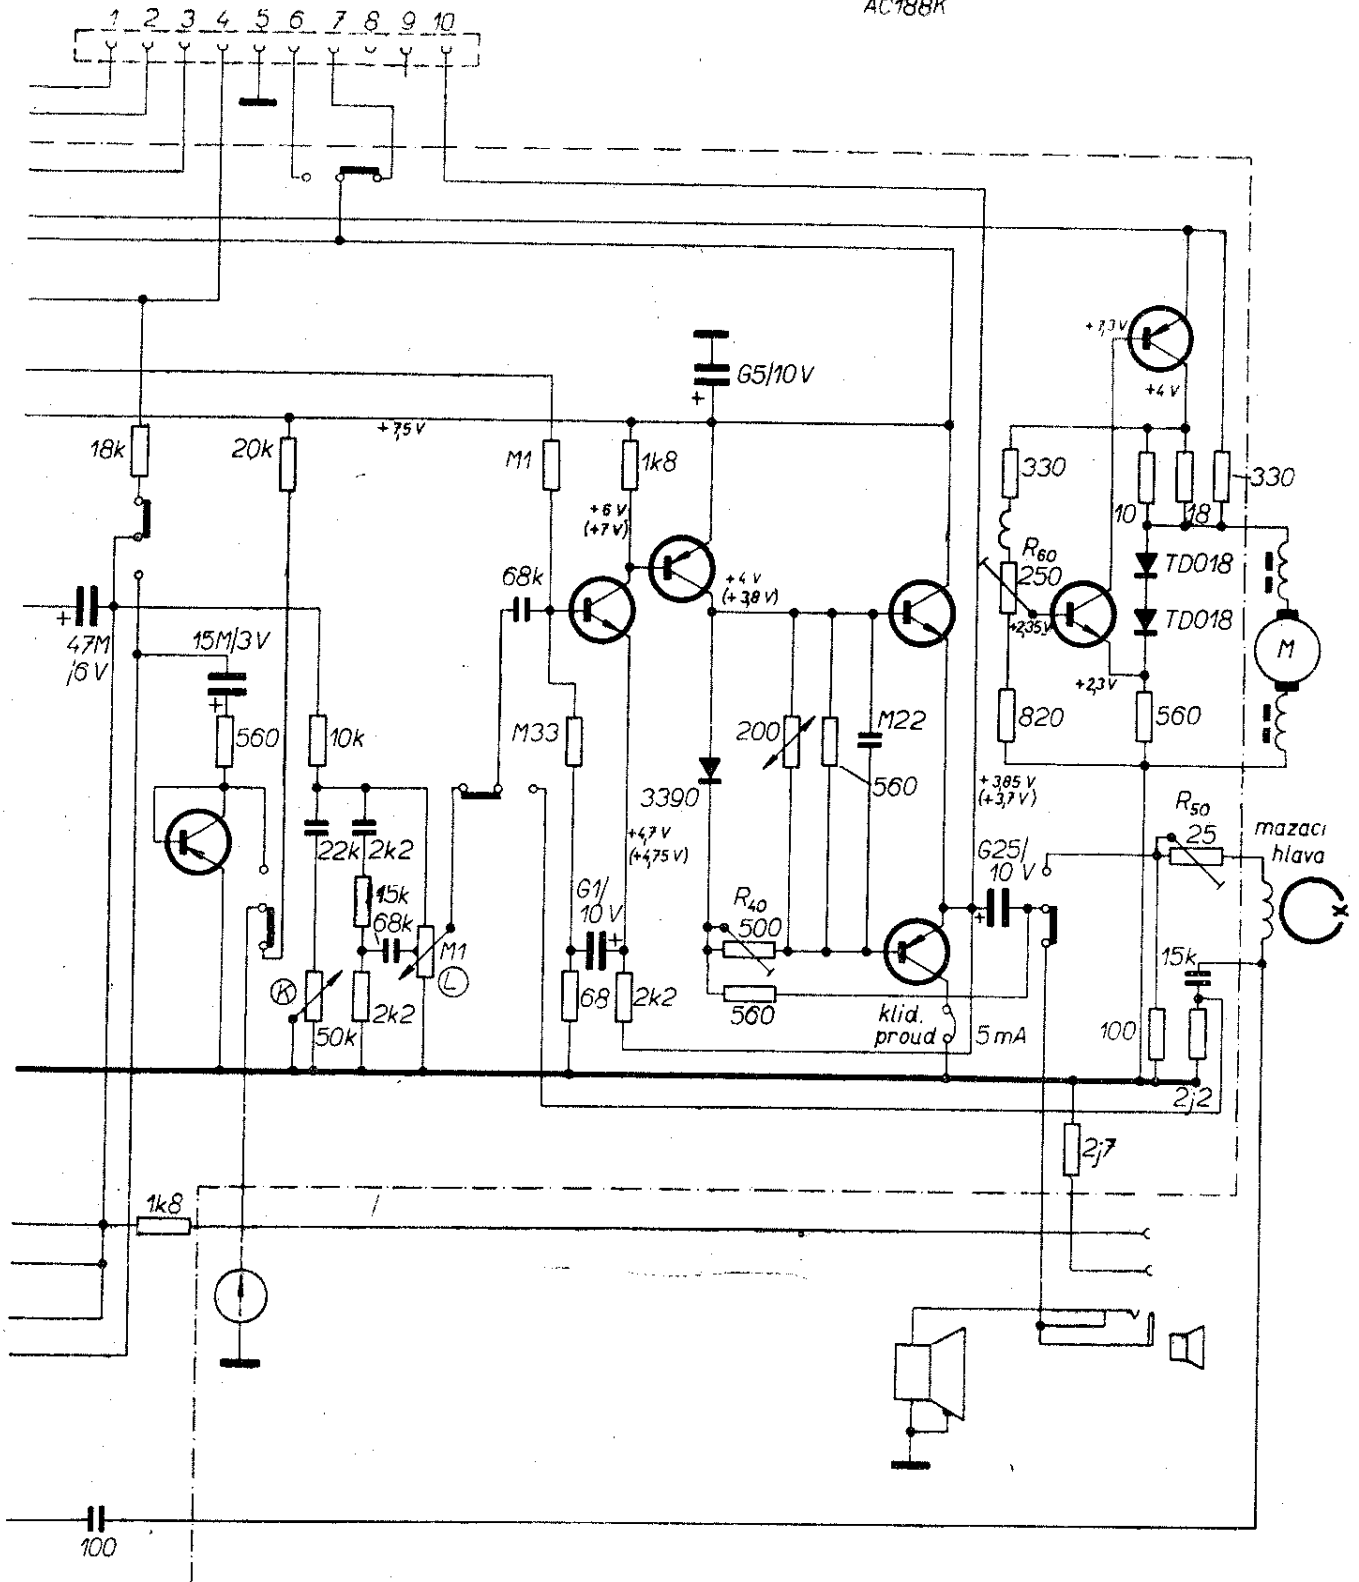 AC188K
1 2 3 4 5 6 7 8 9 10
+7,3V
+4V
G5/10V
+
+7,5V
18k
20k
M1
1k8
330
330
+6V
(+7V)
10
18
R60
250
TD018
68k
+4V
(+3,8V)
TD018
+2,35V
+
47M
/6V
15M/3V
M
+
+2,3V
560
10k
M33
200
M22
820
560
560
3390
+3,85V
(+3,7V)
R50
25
mazací
hlava
+4,7V
(+4,75V)
22k
2k2
G25/
10V
15k
G1/
10V
R40
500
68k
+
+
M1
L
15k
K
50k
2k2
68
2k2
560
klid.
proud
5mA
100
2j2
2j7
1k8
100